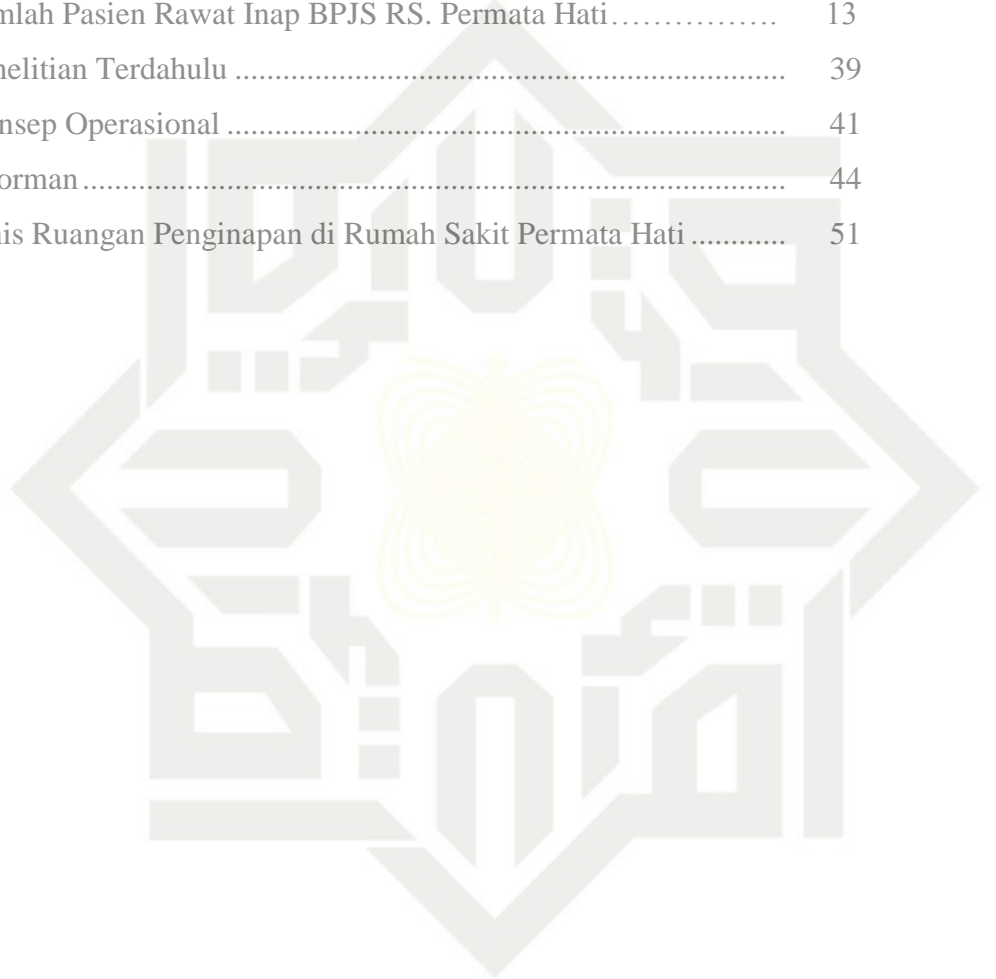 mlah Pasien Rawat Inap BPJS RS. Permata Hati…………… 13
nelitian Terdahulu .............................................................. 39
nsep Operasional ............................................................... 41
orman ............................................................................... 44
nis Ruangan Penginapan di Rumah Sakit Permata Hati ............ 51